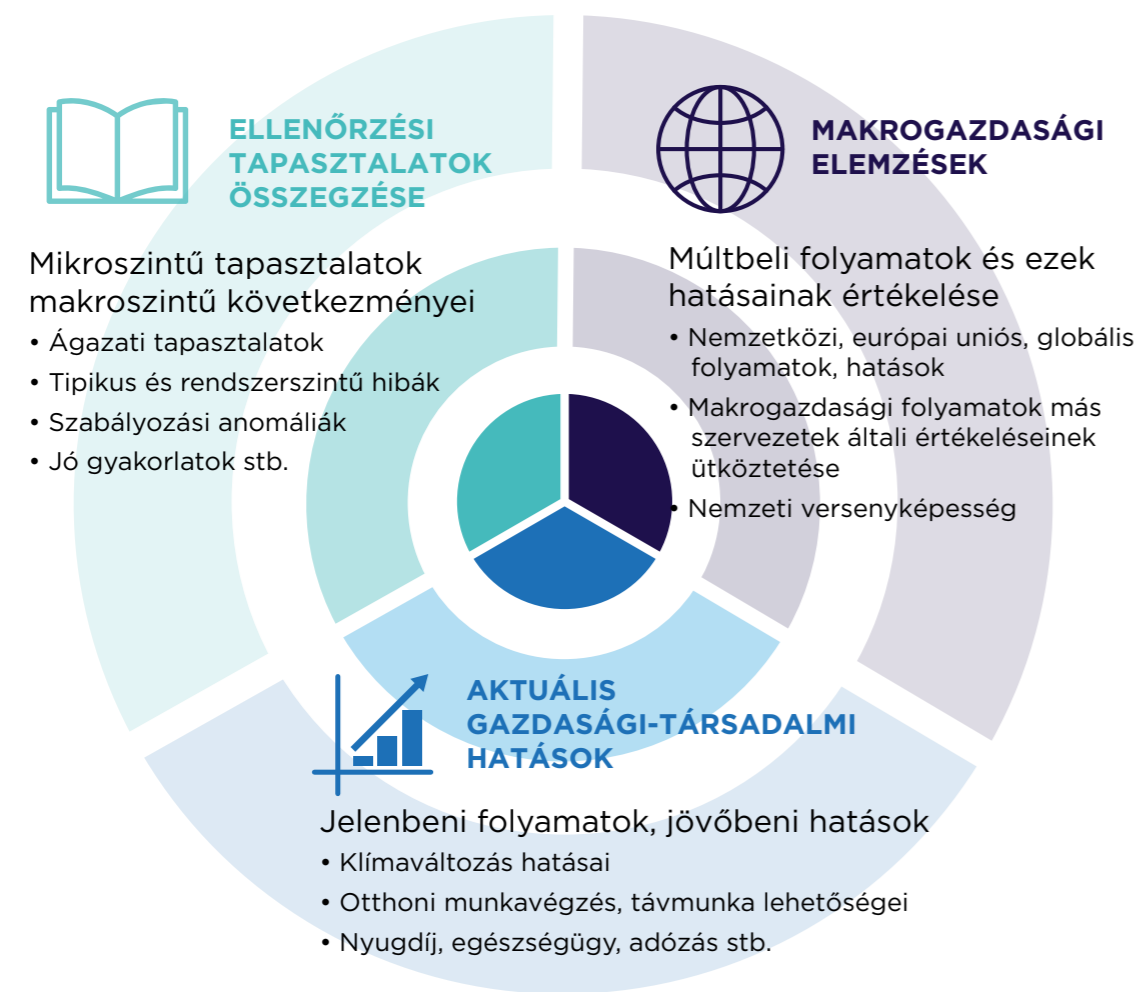 ELLENŐRZÉSI
TAPASZTALATOK
ÖSSZEGZÉSE
Mikroszintű tapasztalatok
makroszintű következményei
• Ágazati tapasztalatok
• Tipikus és rendszerszintű hibák
• Szabályozási anomáliák
• Jó gyakorlatok stb.
MAKROGAZDASÁGI
ELEMZÉSEK
Múltbeli folyamatok és ezek
hatásainak értékelése
• Nemzetközi, európai uniós, globális
folyamatok, hatások
• Makrogazdasági folyamatok más
szervezetek általi értékeléseinek
ütköztetése
• Nemzeti versenyképesség
AKTUÁLIS
GAZDASÁGI-TÁRSADALMI
HATÁSOK
Jelenbeni folyamatok, jövőbeni hatások
• Klímaváltozás hatásai
• Otthoni munkavégzés, távmunka lehetőségei
• Nyugdíj, egészségügy, adózás stb.